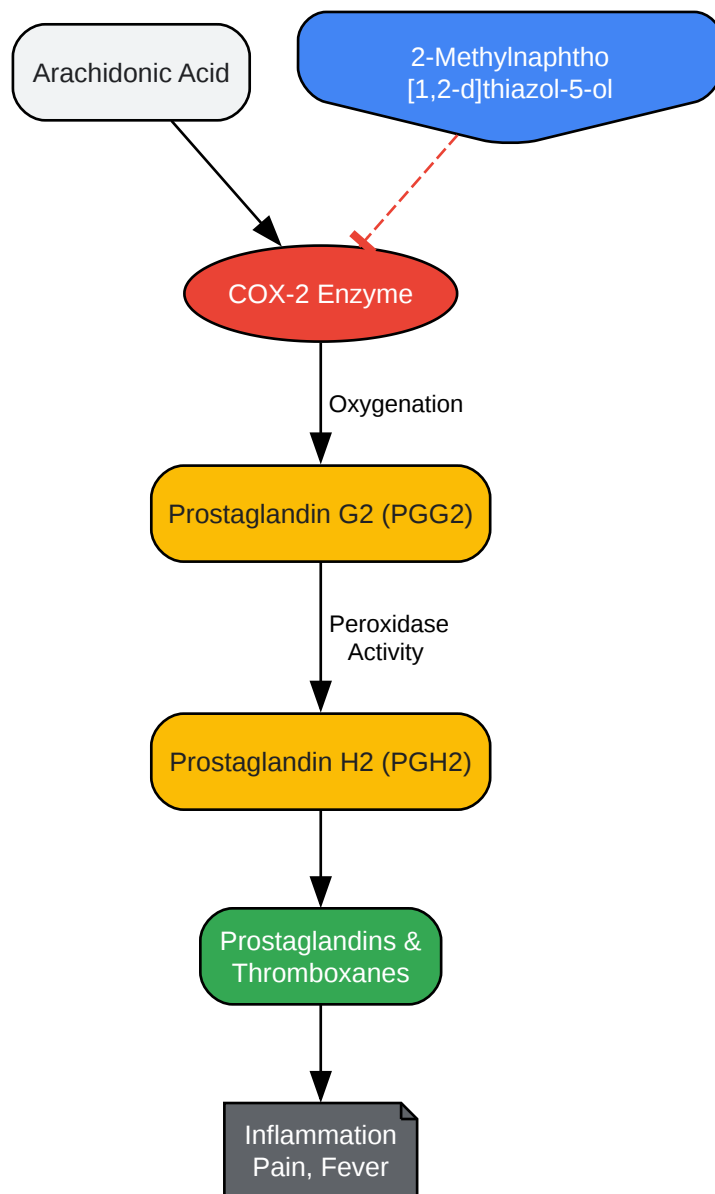 Arachidonic Acid
2-Methylnaphtho
[1,2-d]thiazol-5-ol
COX-2 Enzyme
Oxygenation
Prostaglandin G2 (PGG2)
Peroxidase
Activity
Prostaglandin H2 (PGH2)
Prostaglandins &
Thromboxanes
Inflammation
Pain, Fever